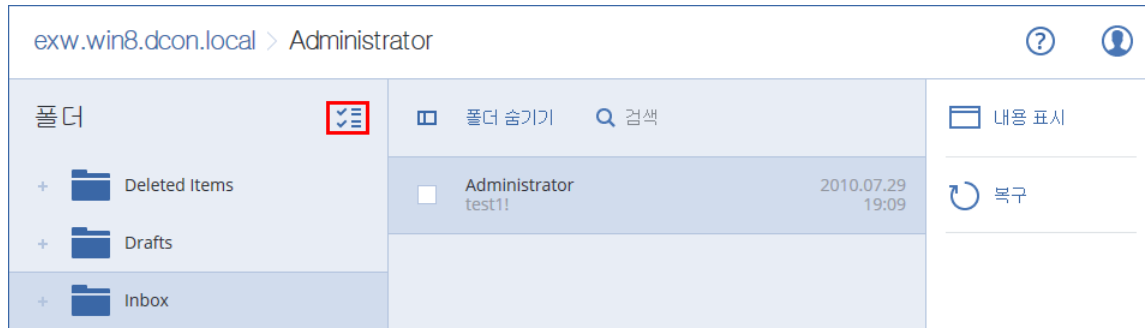 exw.win8.dcon.local > Administrator
폴더
폴더 숨기기
검색
내용 표시
Deleted Items
Administrator
2010.07.29
test1!
19:09
복구
Drafts
Inbox